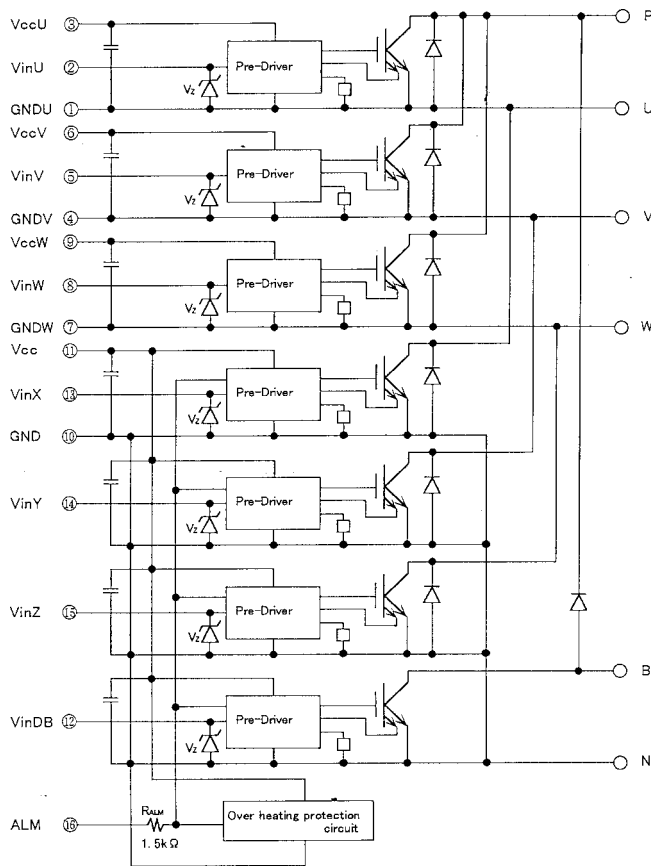 VccU ③
P
VinU ②
Pre-Driver
Vz
GNDU ①
U
VccV ⑥
VinV ⑤
Pre-Driver
Vz
GNDV ④
V
VccW ⑨
VinW ⑧
Pre-Driver
Vz
GNDW ⑦
W
Vcc ⑪
VinX ⑬
Pre-Driver
Vz
GND ⑩
VinY ⑭
Pre-Driver
Vz
VinZ ⑮
Pre-Driver
Vz
B
VinDB ⑫
Pre-Driver
Vz
N
ALM ⑯
RALM
1.5kΩ
Over heating protection
circuit